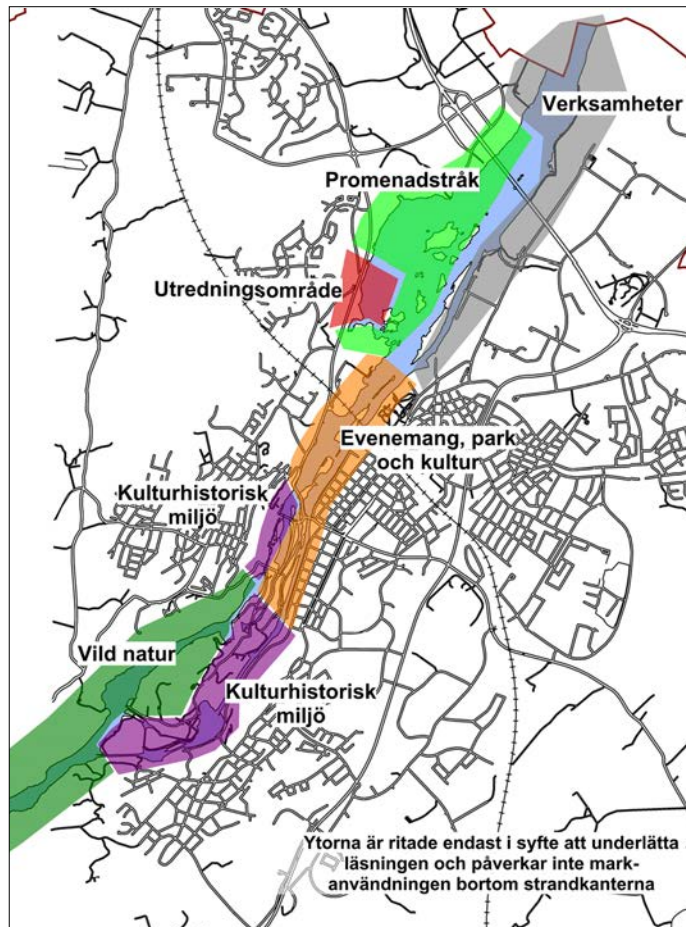 Verksamheter
Promenadstråk
Utredningsområde
Evenemang, park
och kultur
Kulturhistorisk
miljö
Vild natur
Kulturhistorisk
miljö
Ytorna är ritade endast i syfte att underlätta
läsningen och påverkar inte mark-
användningen bortom strandkanterna